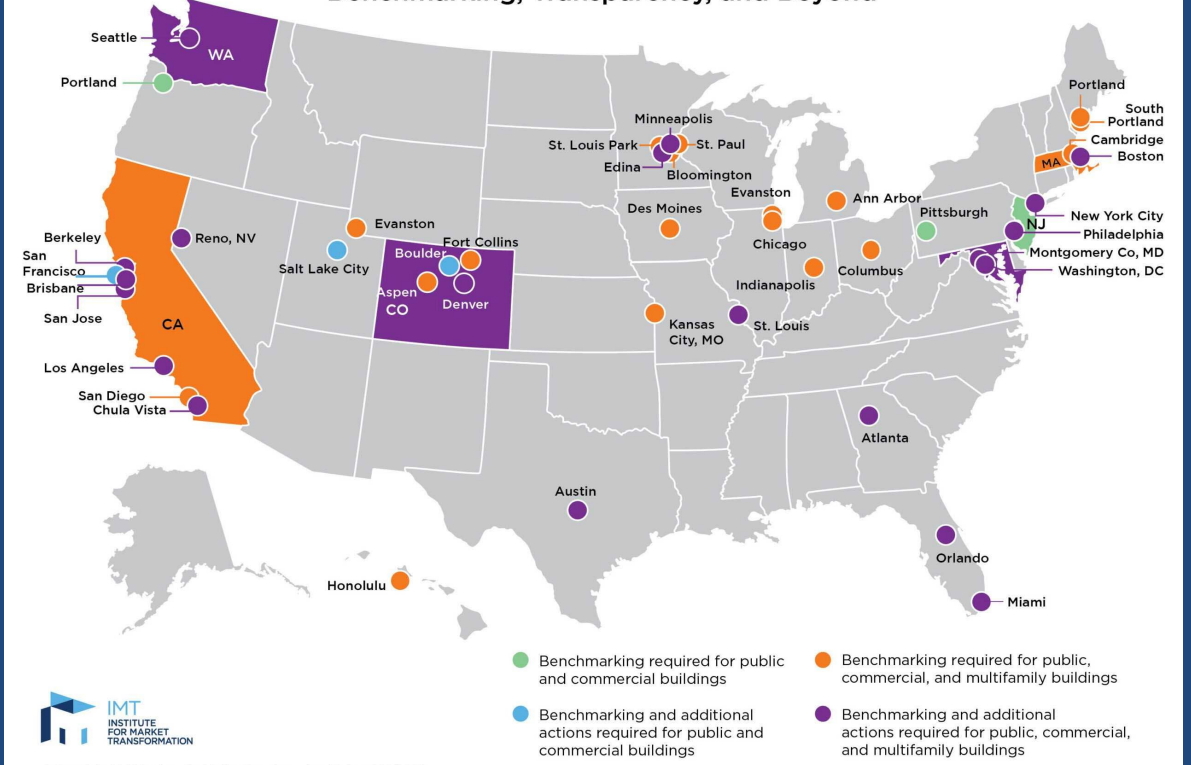 Benchmarking, Transparency, and Beyond
Seattle
WA
Portland
Portland
South
Portland
Cambridge
Boston
MA
Minneapolis
St. Louis Park
St. Paul
Edina
Bloomington
Evanston
Ann Arbor
Des Moines
Pittsburgh
New York City
NJ
Philadelphia
Montgomery Co, MD
Washington, DC
Chicago
Columbus
Indianapolis
Evanston
Reno, NV
Fort Collins
Boulder
Salt Lake City
Aspen
Denver
CO
Berkeley
San
Francisco
Brisbane
San Jose
CA
Kansas
City, MO
St. Louis
Los Angeles
San Diego
Chula Vista
Atlanta
Austin
Orlando
Honolulu
Miami
Benchmarking required for public
and commercial buildings
Benchmarking required for public,
commercial, and multifamily buildings
Benchmarking and additional
actions required for public and
commercial buildings
Benchmarking and additional
actions required for public, commercial,
and multifamily buildings
IMT
INSTITUTE
FOR MARKET
TRANSFORMATION